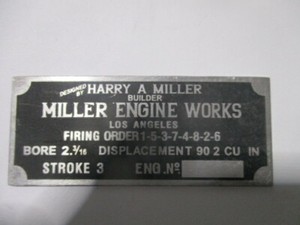 DESIGNED BY HARRY A MILLER
BUILDER
MILLER ENGINE WORKS
LOS ANGELES
FIRING ORDER 1-5-3-7-4-8-2-6
BORE 2.3/16 DISPLACEMENT 90 2 CU IN
STROKE 3 ENG.No